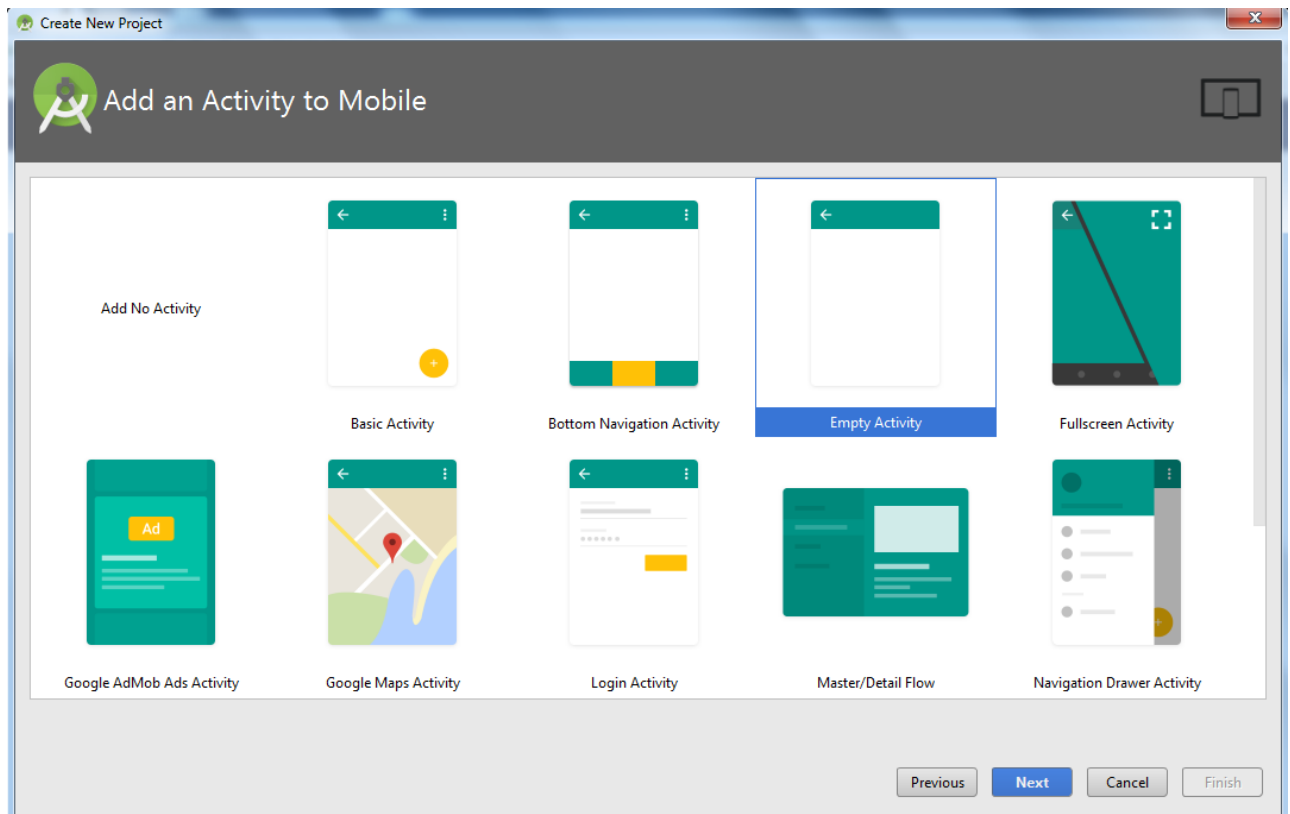 Create New Project
Add an Activity to Mobile
Add No Activity
Basic Activity
Bottom Navigation Activity
Empty Activity
Fullscreen Activity
Ad
Google AdMob Ads Activity
Google Maps Activity
Login Activity
Master/Detail Flow
Navigation Drawer Activity
Previous
Next
Cancel
Finish